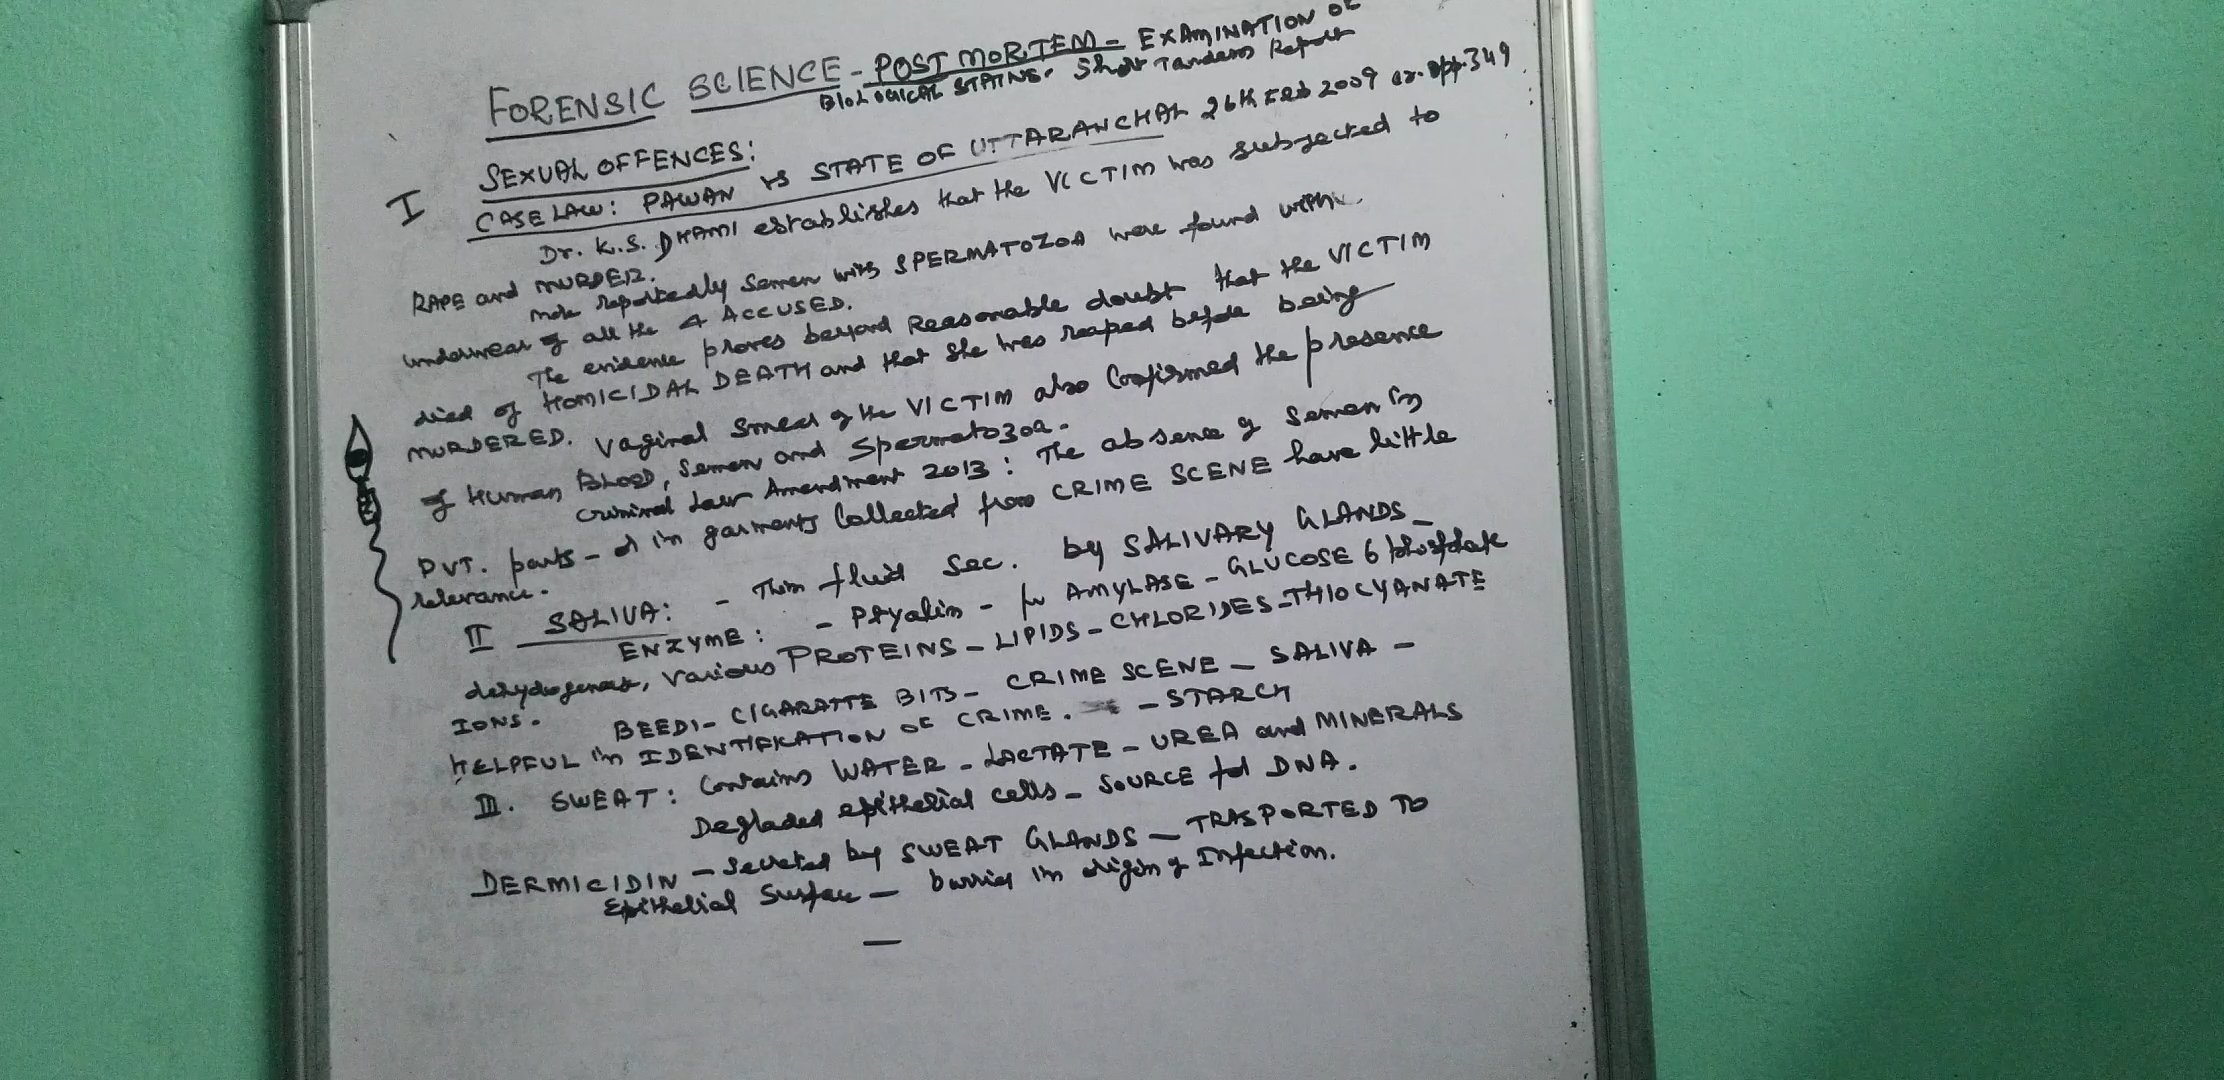 FORENSIC SCIENCE - POST MORTEM - EXAMINATION OF
BIOLOGICAL STAINS. Short Tandem Repeat
I SEXUAL OFFENCES:
CASE LAW: PAWAN vs STATE OF UTTARANCHAL 26th FEB 2009 cr. app. 349
Dr. K.S. DHAMI establishes that the VICTIM was subjected to
RAPE and MURDER.
more reportedly Semen with SPERMATOZOA were found with
underwear of all the 4 ACCUSED.
The evidence proves beyond Reasonable doubt that the VICTIM
died of HOMICIDAL DEATH and that she was reaped before being
MURDERED. Vaginal Smear of the VICTIM also Confirmed the presence
of Human BLOOD, Semen and Spermatozoa.
Criminal Law Amendment 2013 : The absence of Semen in
PVT. parts - or in garments Collected from CRIME SCENE have little
relevance.
II SALIVA: - Thin fluid Sec. by SALIVARY GLANDS -
ENZYME : - Ptyalin - AMYLASE - GLUCOSE 6 phosphate
dehydrogenase, various PROTEINS - LIPIDS - CHLORIDES - THIOCYANATE
IONS. BEEDI - CIGARATTE BITS - CRIME SCENE - SALIVA -
HELPFUL in IDENTIFICATION OF CRIME. - STARCH
III. SWEAT : Contains WATER - LACTATE - UREA and MINERALS
Degraded epithelial cells - SOURCE for DNA.
DERMICIDIN - Secreted by SWEAT GLANDS - TRASPORTED TO
Epithelial Surface - barrier in origin of Infection.